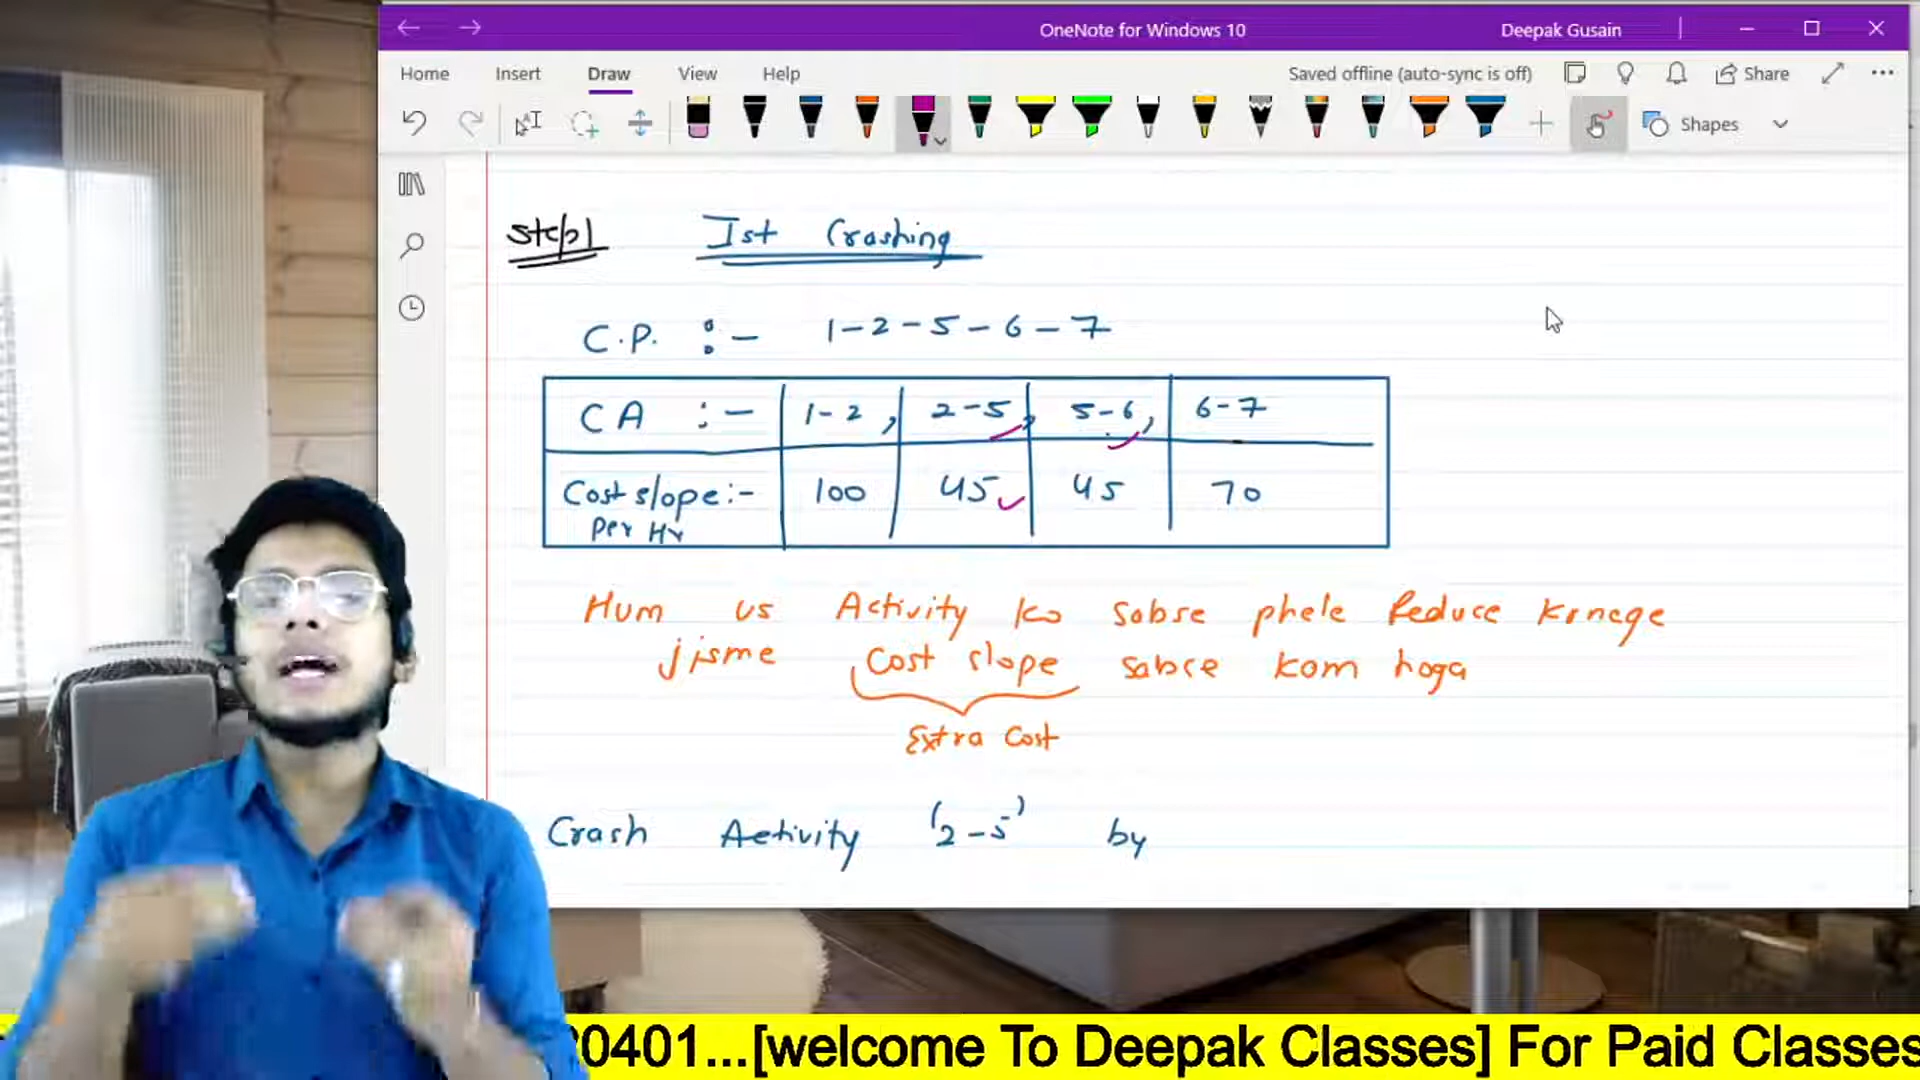 OneNote for Windows 10
Deepak Gusain
Home Insert Draw View Help
Saved offline (auto-sync is off)
Share
Shapes
Step1 Ist Crashing
C.P. :- 1-2-5-6-7
CA :- 1-2, 2-5, 5-6, 6-7
Cost slope:- 100 45 45 70
Per Hr
Hum us Activity ko sabse phele Reduce krnege
jisme Cost slope sabse kam hoga
Extra Cost
Crash Activity (2-5) by
0401...[welcome To Deepak Classes] For Paid Classes